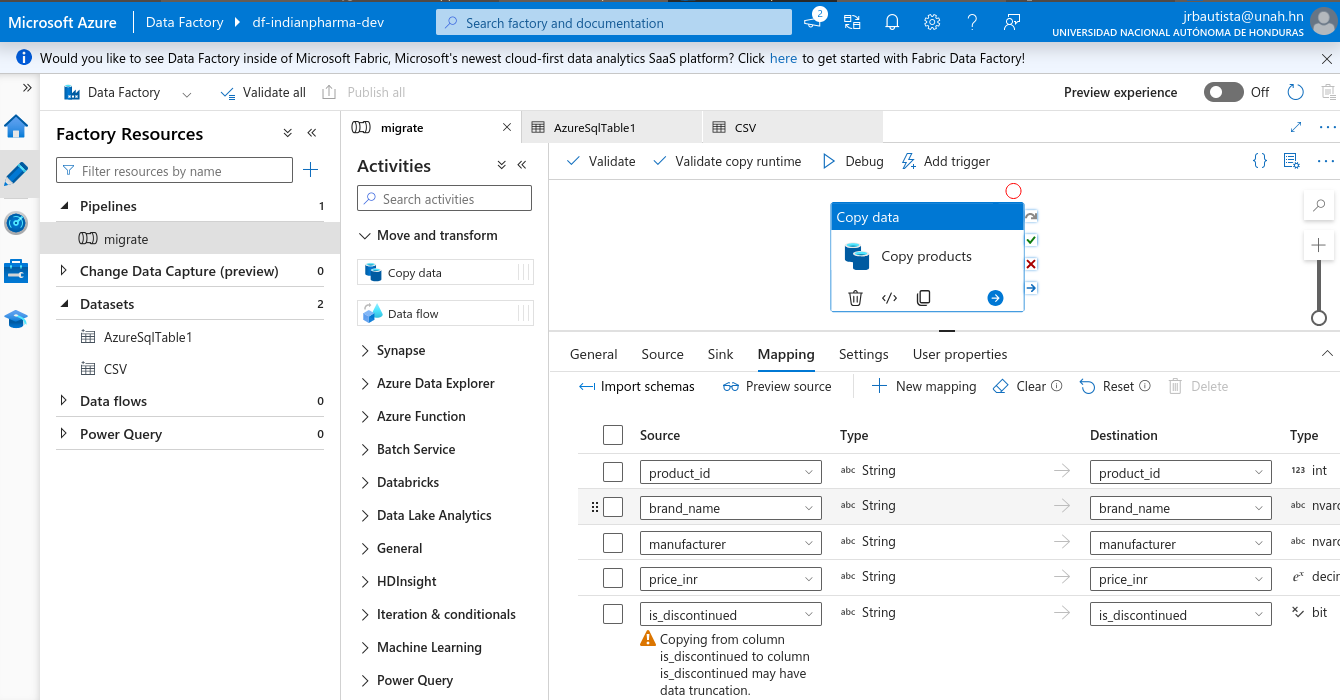 Microsoft Azure
Data Factory
df-indianpharma-dev
Search factory and documentation
2
jrbautista@unah.hn
UNIVERSIDAD NACIONAL AUTÓNOMA DE HONDURAS
Would you like to see Data Factory inside of Microsoft Fabric, Microsoft's newest cloud-first data analytics SaaS platform? Click here to get started with Fabric Data Factory!
Data Factory
Validate all
Publish all
Preview experience
Off
Factory Resources
Filter resources by name
Pipelines 1
migrate
Change Data Capture (preview) 0
Datasets 2
AzureSqlTable1
CSV
Data flows 0
Power Query 0
migrate
AzureSqlTable1
CSV
Activities
Search activities
Move and transform
Copy data
Data flow
Synapse
Azure Data Explorer
Azure Function
Batch Service
Databricks
Data Lake Analytics
General
HDInsight
Iteration & conditionals
Machine Learning
Power Query
Validate
Validate copy runtime
Debug
Add trigger
Copy data
Copy products
General Source Sink Mapping Settings User properties
Import schemas Preview source New mapping Clear Reset Delete
Source Type Destination Type
product_id abc String product_id 123 int
brand_name abc String brand_name abc nvarc
manufacturer abc String manufacturer abc nvarc
price_inr abc String price_inr eˣ decin
is_discontinued abc String is_discontinued bit
Copying from column
is_discontinued to column
is_discontinued may have
data truncation.